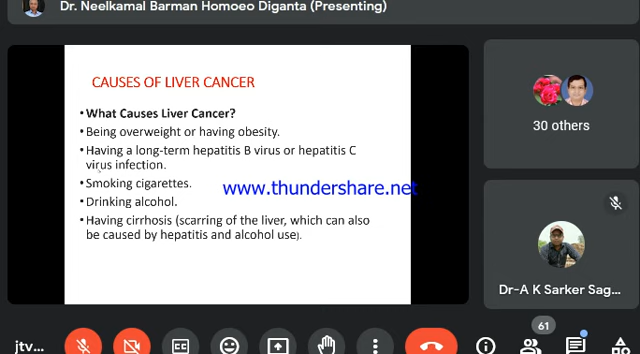 Dr. Neelkamal Barman Homoeo Diganta (Presenting)
CAUSES OF LIVER CANCER
• What Causes Liver Cancer?
• Being overweight or having obesity.
• Having a long-term hepatitis B virus or hepatitis C
virus infection.
• Smoking cigarettes.
• Drinking alcohol.
• Having cirrhosis (scarring of the liver, which can also
be caused by hepatitis and alcohol use).
www.thundershare.net
30 others
Dr-A K Sarker Sag...
61
jtv...
CC